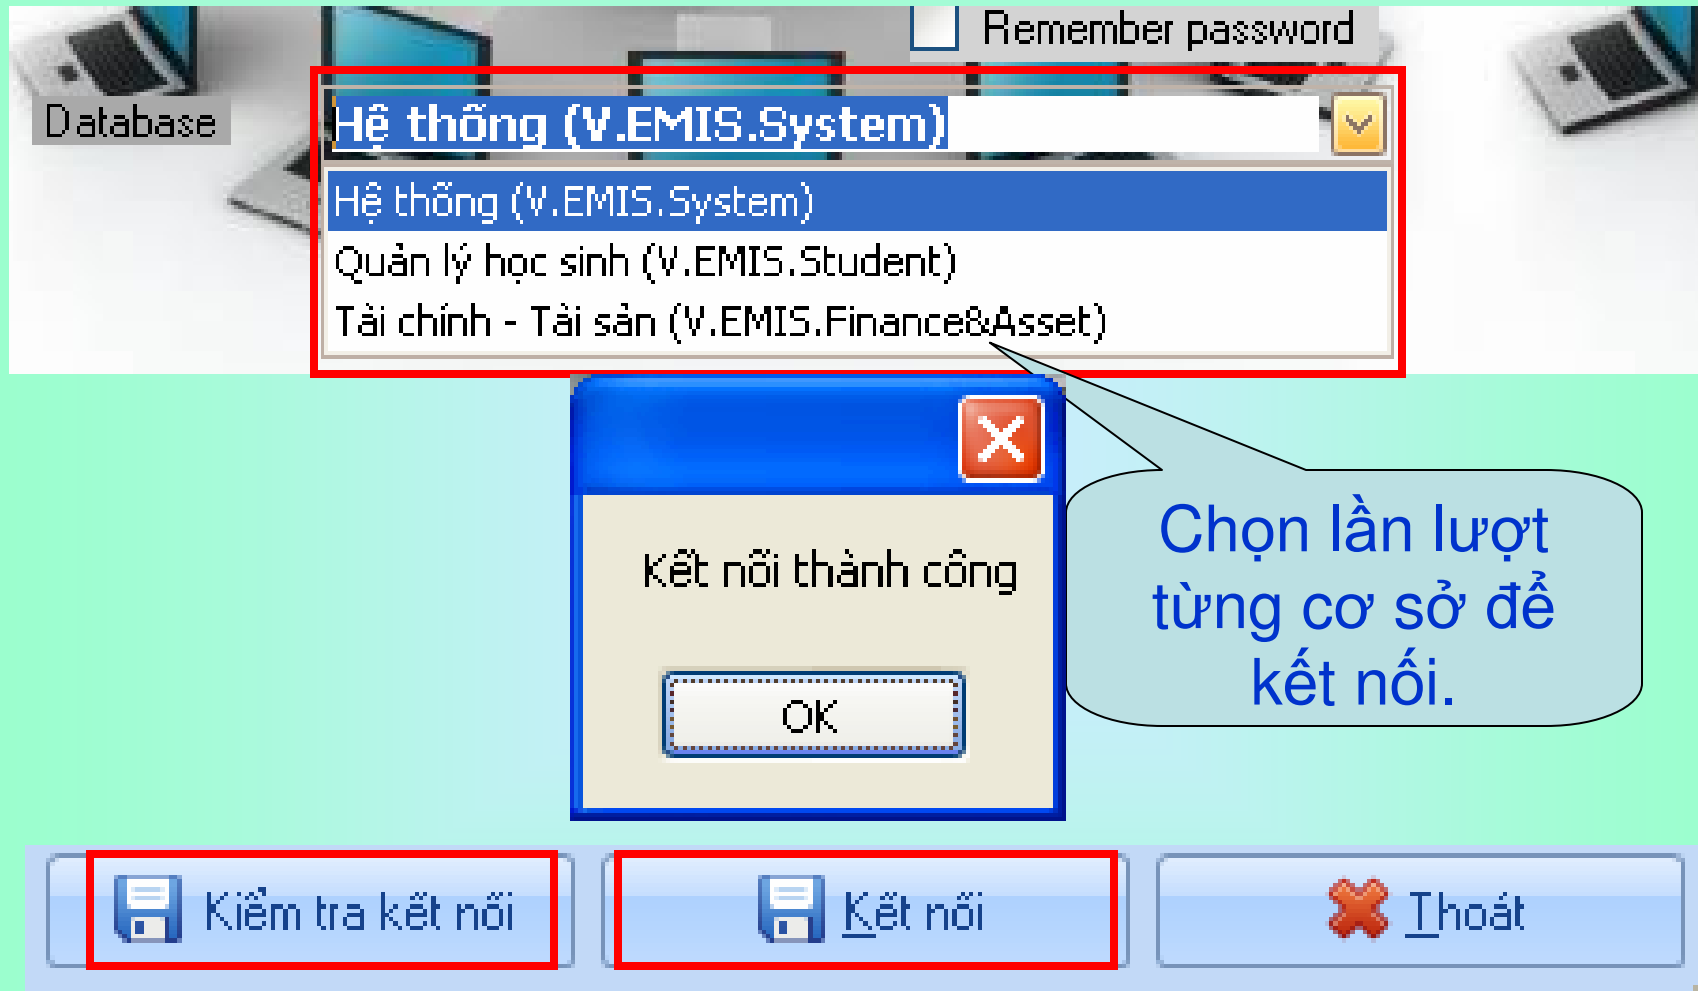 Remember password
Database
Hệ thống (V.EMIS.System)
Hệ thống (V.EMIS.System)
Quản lý học sinh (V.EMIS.Student)
Tài chính - Tài sản (V.EMIS.Finance&Asset)
Kết nối thành công
OK
Chọn lần lượt
từng cơ sở để
kết nối.
Kiểm tra kết nối
Kết nối
Thoát